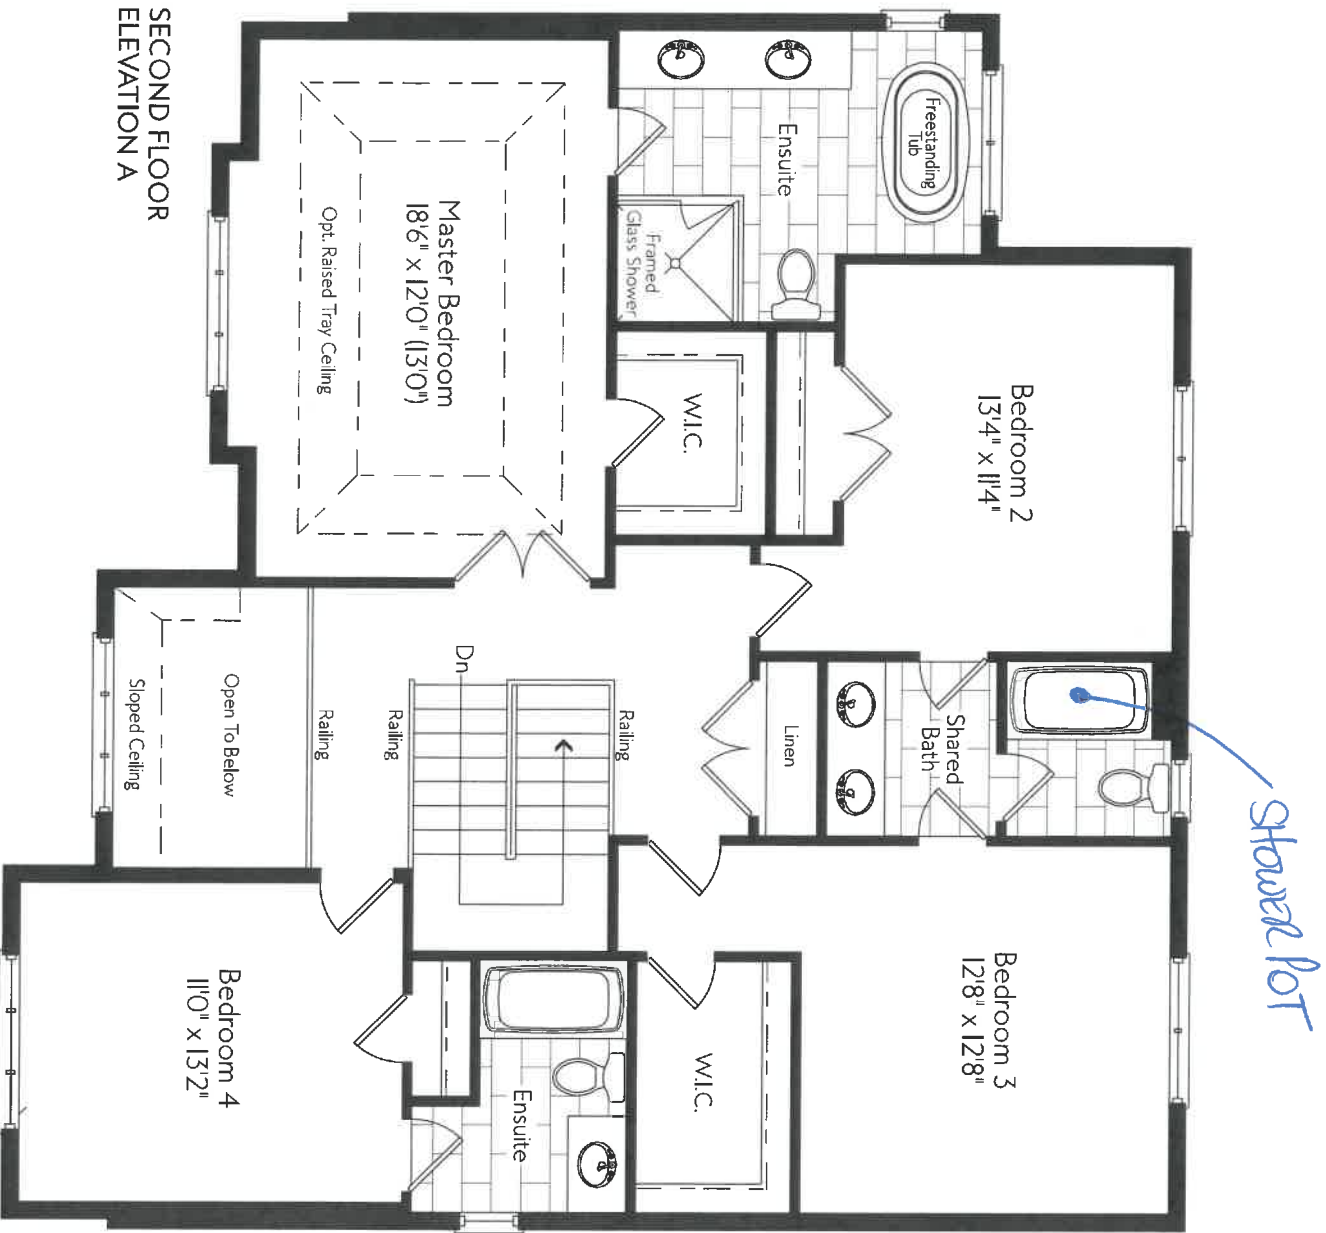 SHOWER POT
Freestanding
Tub
Bedroom 2
13'4" x 11'4"
Bedroom 3
12'8" x 12'8"
Shared
Bath
Ensuite
Linen
W.I.C.
W.I.C.
Framed
Glass Shower
Railing
Ensuite
Master Bedroom
18'6" x 12'0" (13'0")
Opt. Raised Tray Ceiling
Dn
Railing
Railing
Open To Below
Sloped Ceiling
Bedroom 4
11'0" x 13'2"
SECOND FLOOR
ELEVATION A